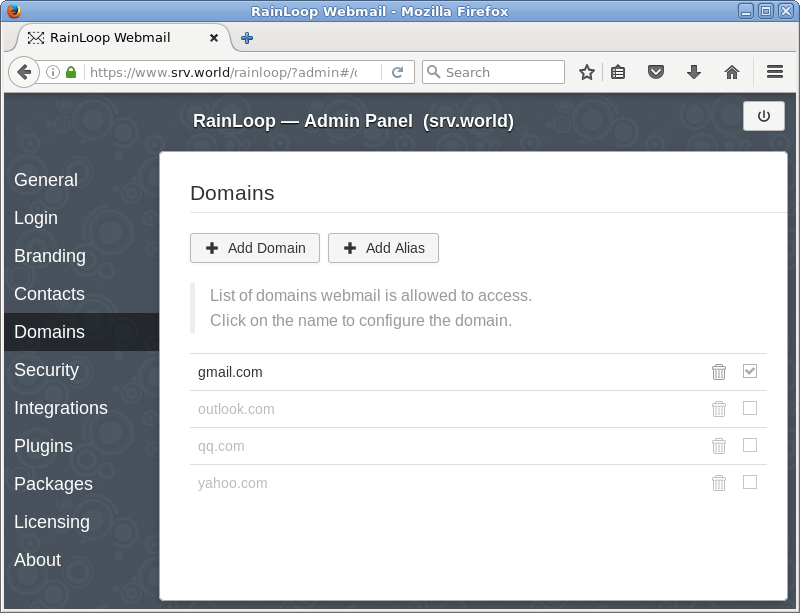 RainLoop Webmail - Mozilla Firefox
RainLoop Webmail
https://www.srv.world/rainloop/?admin#/
Search
RainLoop — Admin Panel (srv.world)
General
Login
Branding
Contacts
Domains
Security
Integrations
Plugins
Packages
Licensing
About
Domains
Add Domain
Add Alias
List of domains webmail is allowed to access.
Click on the name to configure the domain.
gmail.com
outlook.com
qq.com
yahoo.com